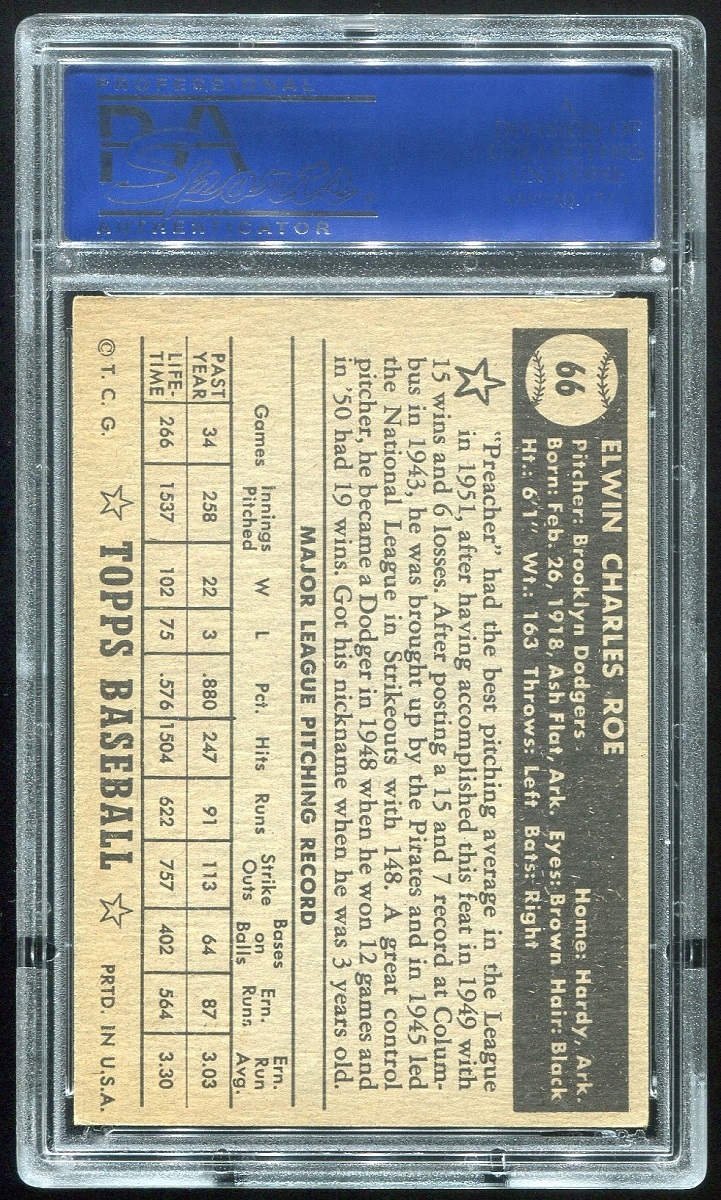 PROFESSIONAL
PSA
Sports
AUTHENTICATOR
A
DIVISION OF
COLLECTORS
UNIVERSE
66
ELWIN CHARLES ROE
Pitcher: Brooklyn Dodgers Home: Hardy, Ark.
Born: Feb. 26, 1918, Ash Flat, Ark. Eyes: Brown Hair: Black
Ht.: 6'1" Wt.: 163 Throws: Left Bats: Right
"Preacher" had the best pitching average in the League
in 1951, after having accomplished this feat in 1949 with
15 wins and 6 losses. After posting a 15 and 7 record at Colum-
bus in 1943, he was brought up by the Pirates and in 1945 led
the National League in Strikeouts with 148. A great control
pitcher, he became a Dodger in 1948 when he won 12 games and
in '50 had 19 wins. Got his nickname when he was 3 years old.
MAJOR LEAGUE PITCHING RECORD
Games Innings Pitched W L Pct. Hits Runs Strike Outs Bases on Balls Ern. Runs Ern. Run Avg.
PAST YEAR 34 258 22 3 .880 247 91 113 64 87 3.03
LIFE-TIME 266 1537 102 75 .576 1504 622 757 402 564 3.30
© T. C. G. ☆ TOPPS BASEBALL ☆ PRTD. IN U.S.A.